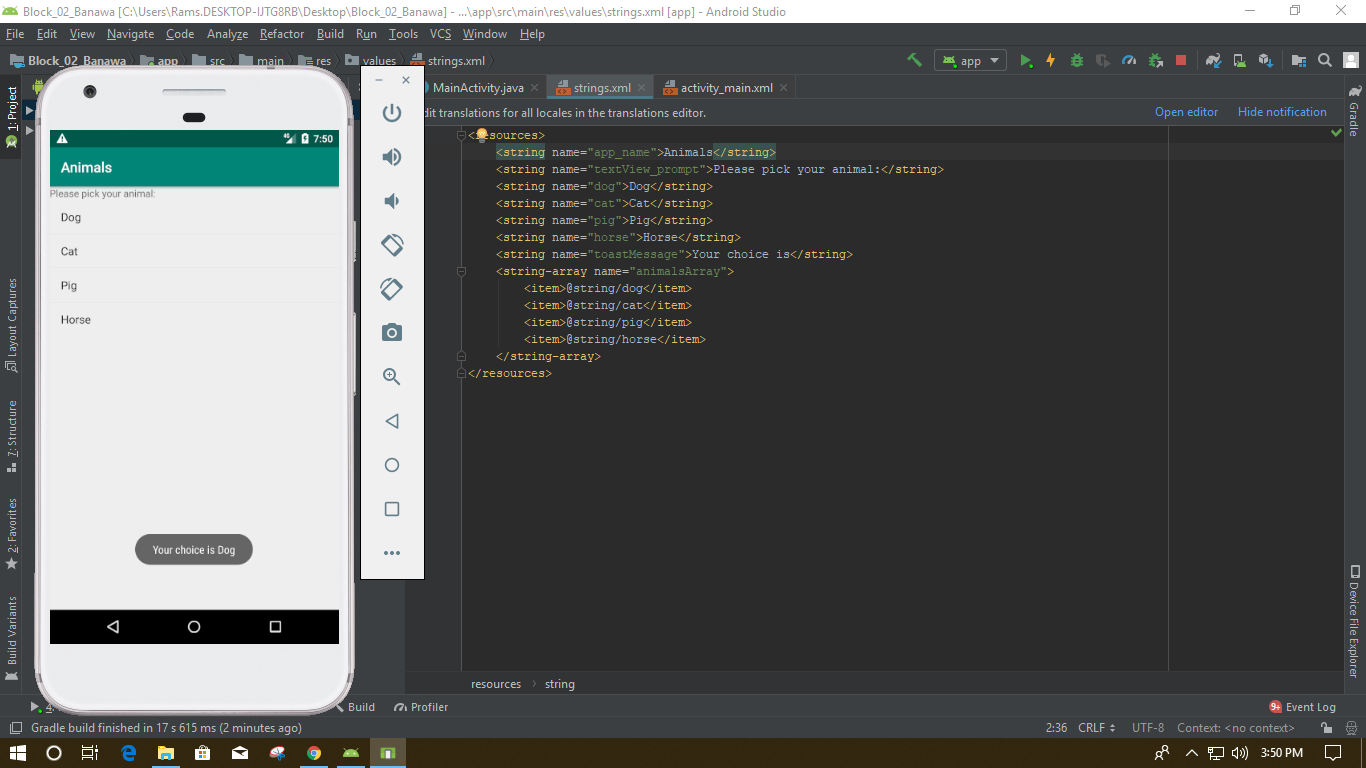 Block_02_Banawa [C:\Users\Rams.DESKTOP-IJTG8RB\Desktop\Block_02_Banawa] - ...\app\src\main\res\values\strings.xml [app] - Android Studio
File Edit View Navigate Code Analyze Refactor Build Run Tools VCS Window Help
Block_02_Banawa app src main res values strings.xml app
MainActivity.java strings.xml activity_main.xml
dit translations for all locales in the translations editor. Open editor Hide notification
1: Project
Layout Captures
7: Structure
2: Favorites
Build Variants
7:50
Animals
Please pick your animal:
Dog
Cat
Pig
Horse
Your choice is Dog
<resources>
<string name="app_name">Animals</string>
<string name="textView_prompt">Please pick your animal:</string>
<string name="dog">Dog</string>
<string name="cat">Cat</string>
<string name="pig">Pig</string>
<string name="horse">Horse</string>
<string name="toastMessage">Your choice is</string>
<string-array name="animalsArray">
<item>@string/dog</item>
<item>@string/cat</item>
<item>@string/pig</item>
<item>@string/horse</item>
</string-array>
</resources>
Gradle
Device File Explorer
resources string
4: Build Profiler 9+ Event Log
Gradle build finished in 17 s 615 ms (2 minutes ago) 2:36 CRLF UTF-8 Context: <no context>
3:50 PM